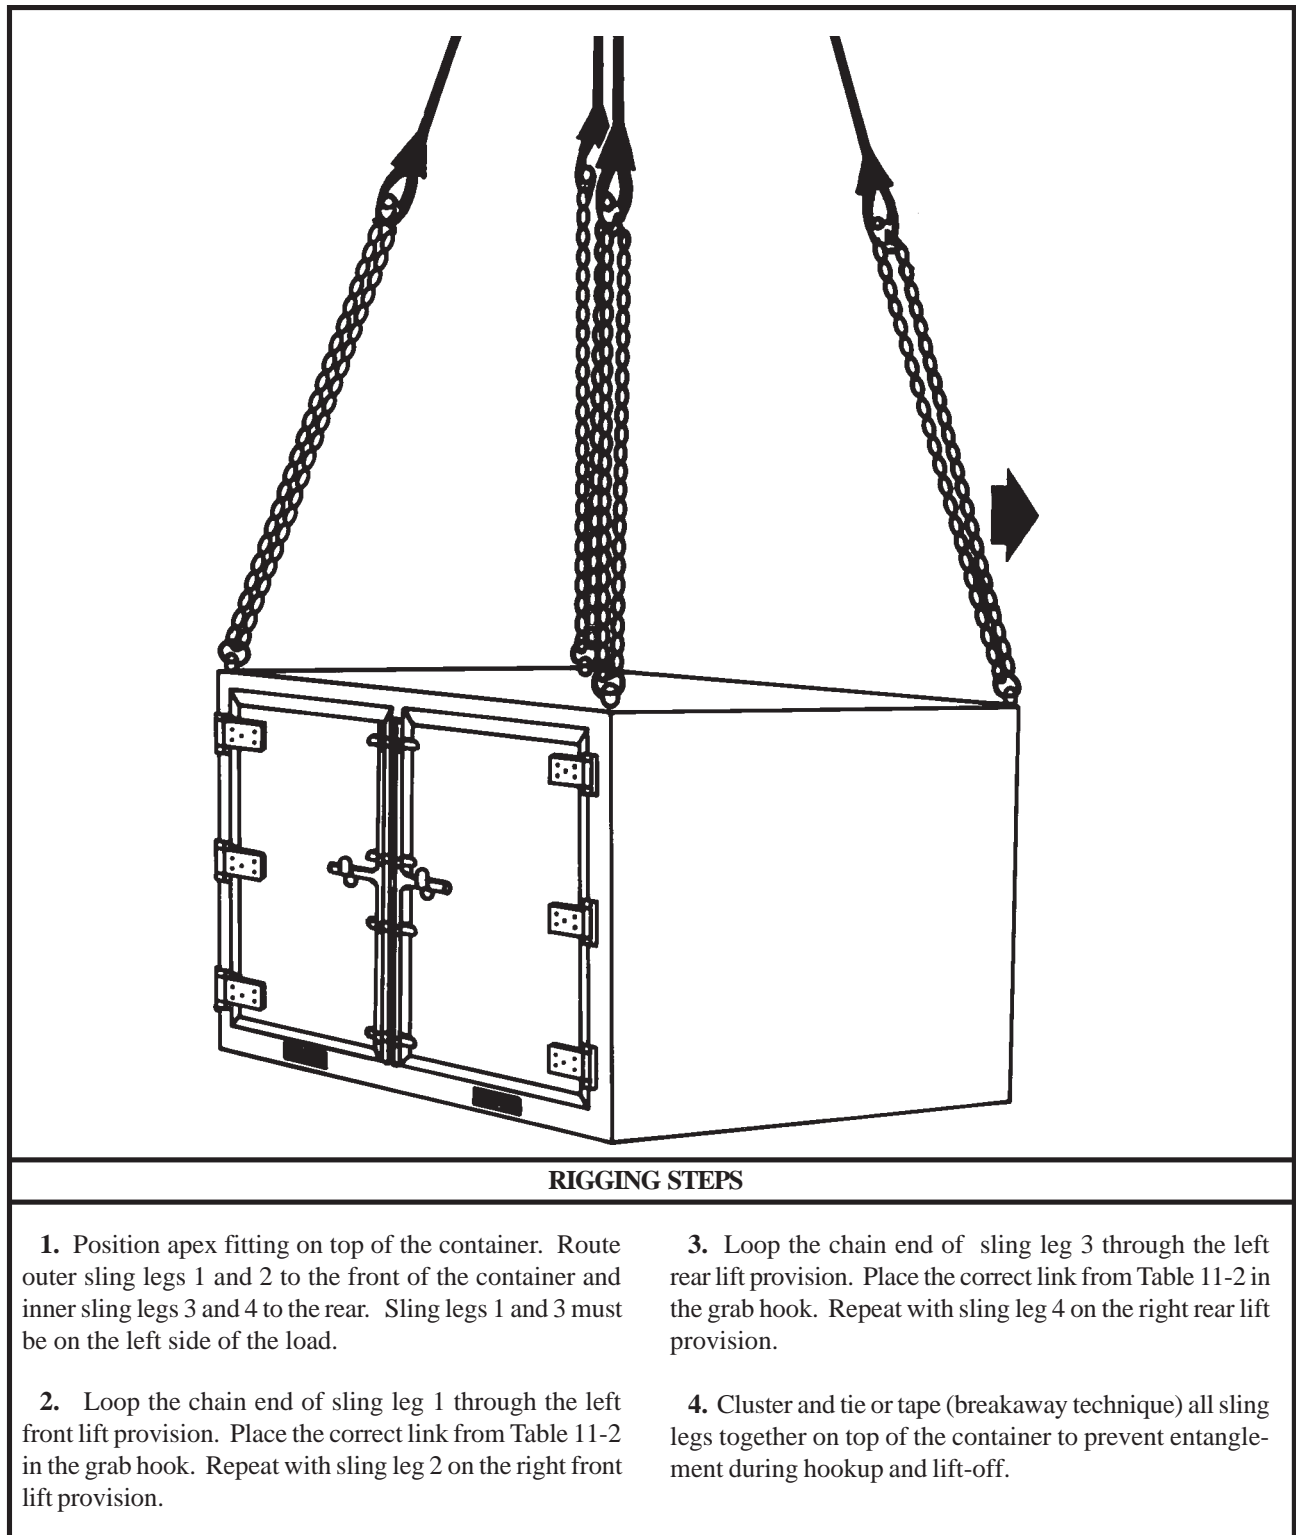 RIGGING STEPS
1. Position apex fitting on top of the container. Route
outer sling legs 1 and 2 to the front of the container and
inner sling legs 3 and 4 to the rear. Sling legs 1 and 3 must
be on the left side of the load.
2. Loop the chain end of sling leg 1 through the left
front lift provision. Place the correct link from Table 11-2
in the grab hook. Repeat with sling leg 2 on the right front
lift provision.
3. Loop the chain end of sling leg 3 through the left
rear lift provision. Place the correct link from Table 11-2 in
the grab hook. Repeat with sling leg 4 on the right rear lift
provision.
4. Cluster and tie or tape (breakaway technique) all sling
legs together on top of the container to prevent entangle-
ment during hookup and lift-off.